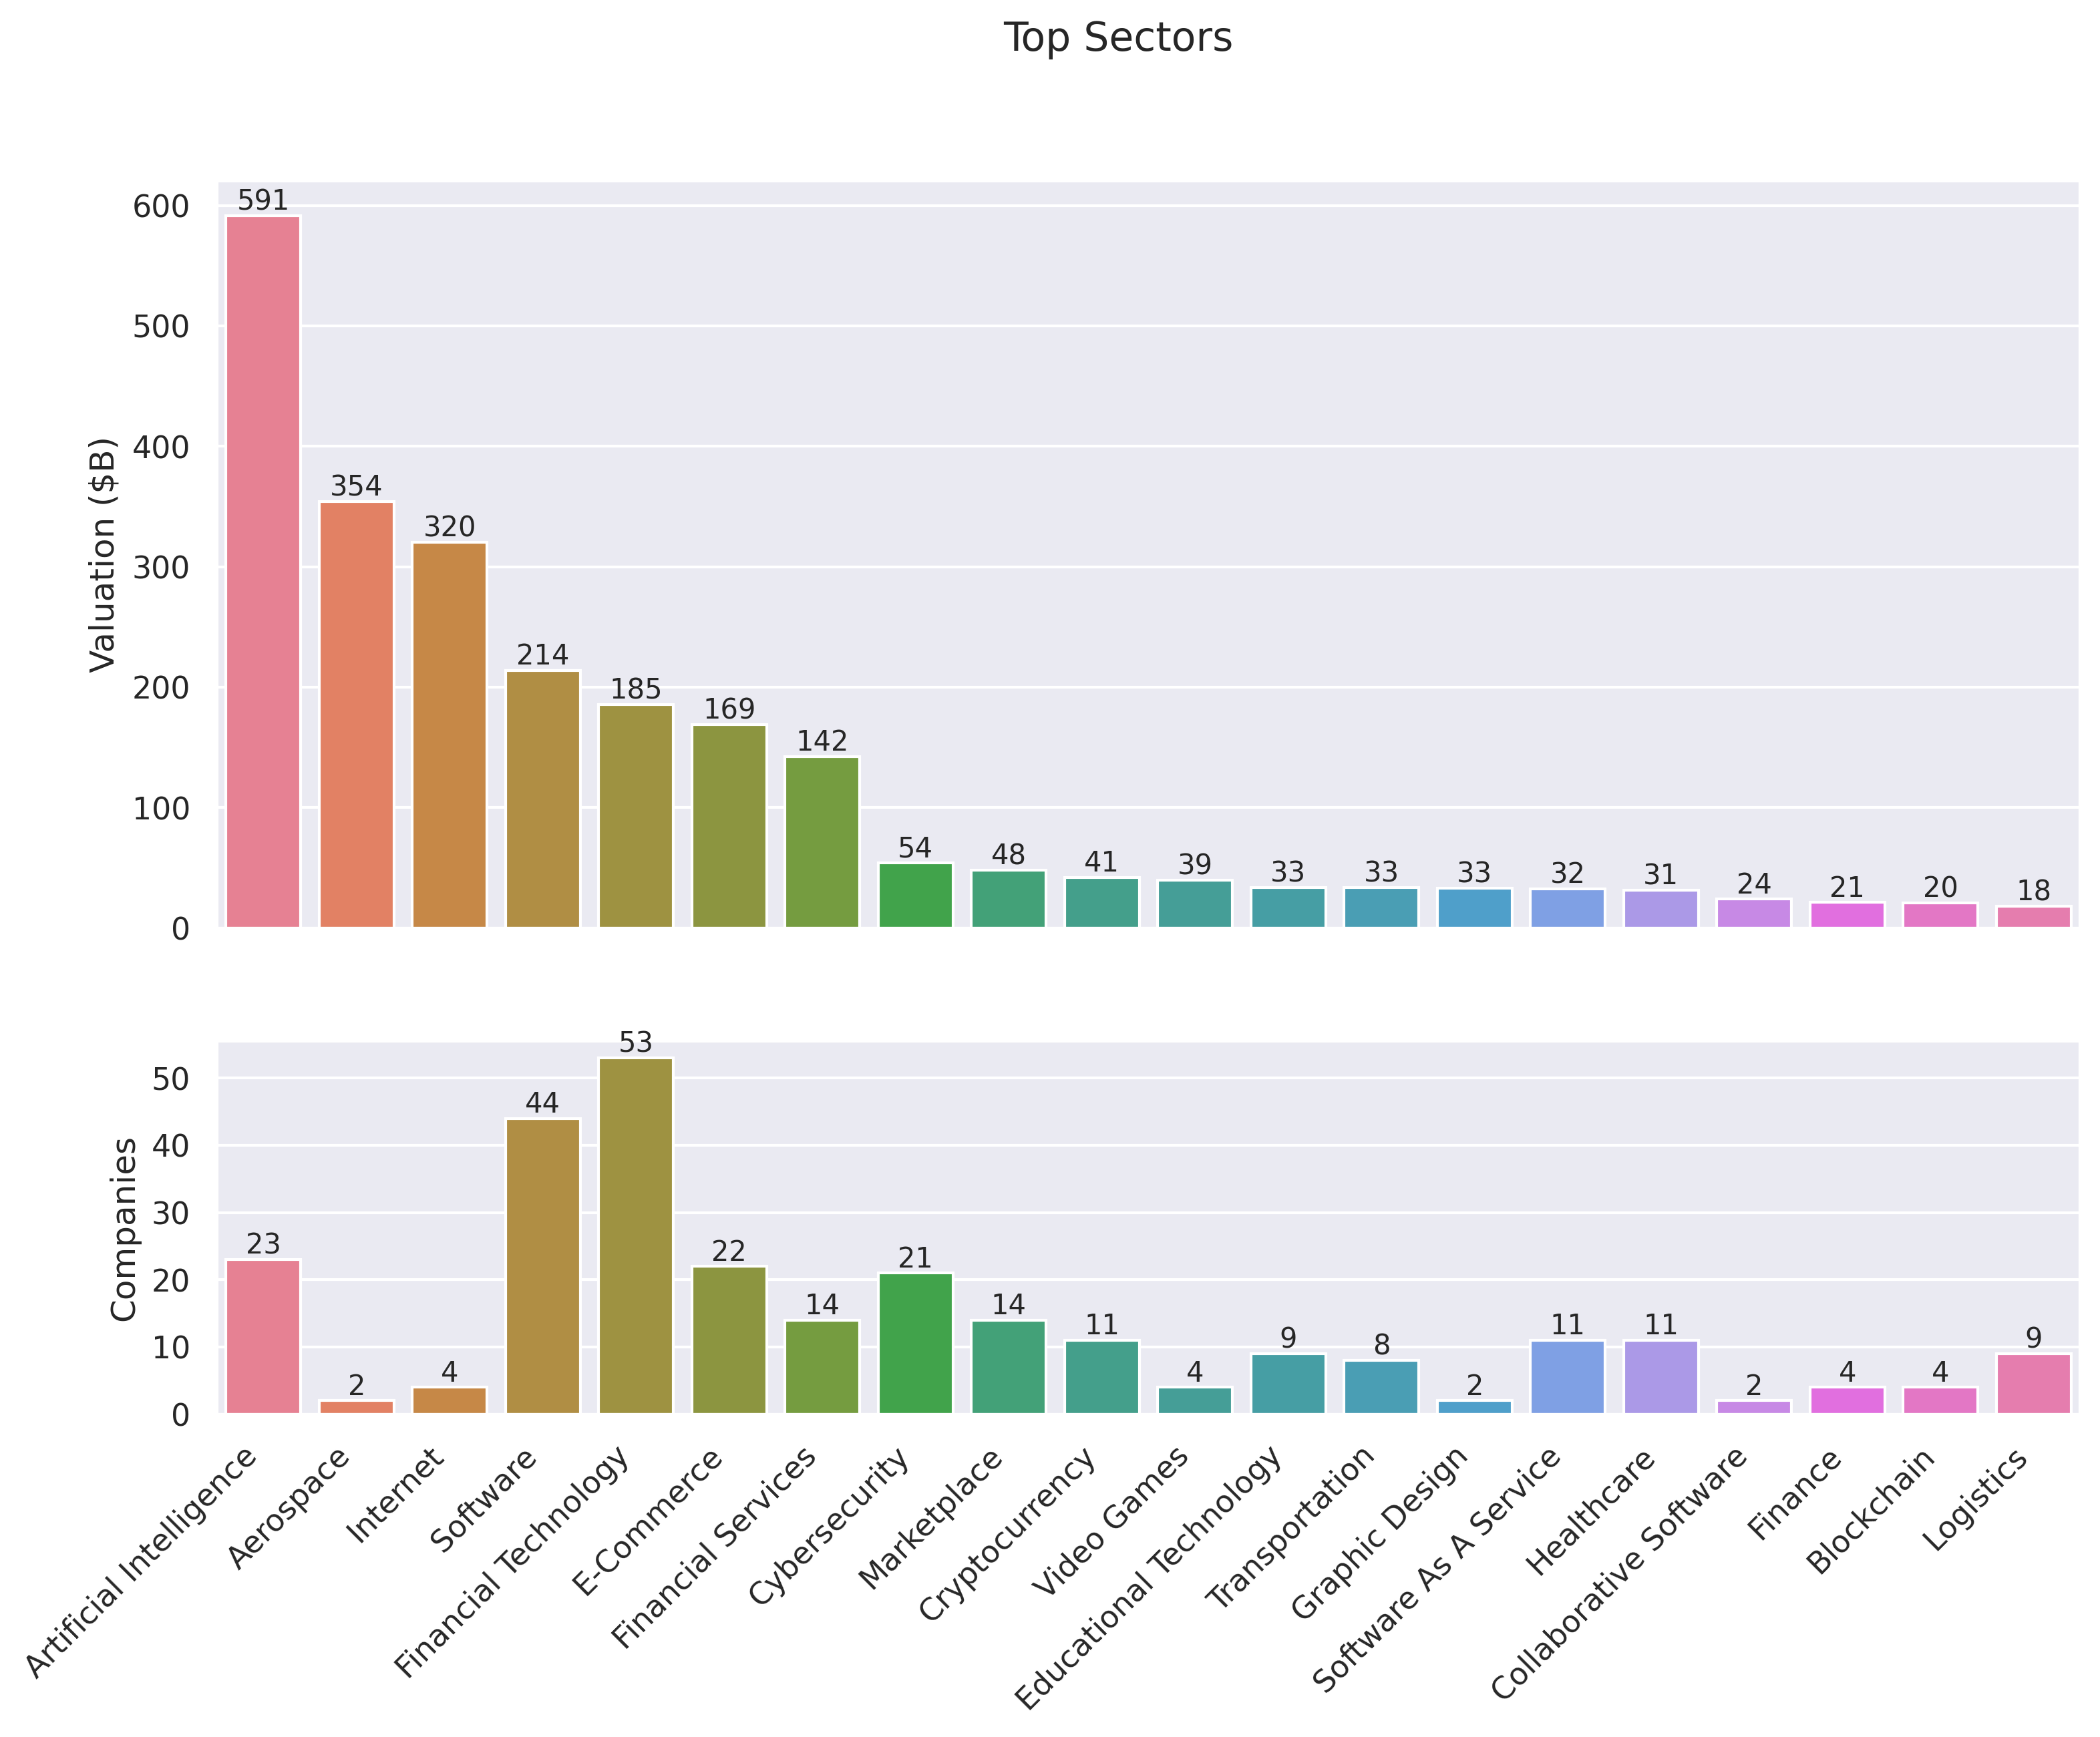 Top Sectors
Valuation ($B)
600
500
400
300
200
100
0
591
354
320
214
185
169
142
54
48
41
39
33
33
33
32
31
24
21
20
18
Companies
50
40
30
20
10
0
23
2
4
44
53
22
14
21
14
11
4
9
8
2
11
11
2
4
4
9
Artificial Intelligence
Aerospace
Internet
Software
Financial Technology
E-Commerce
Financial Services
Cybersecurity
Marketplace
Cryptocurrency
Video Games
Educational Technology
Transportation
Graphic Design
Software As A Service
Healthcare
Collaborative Software
Finance
Blockchain
Logistics